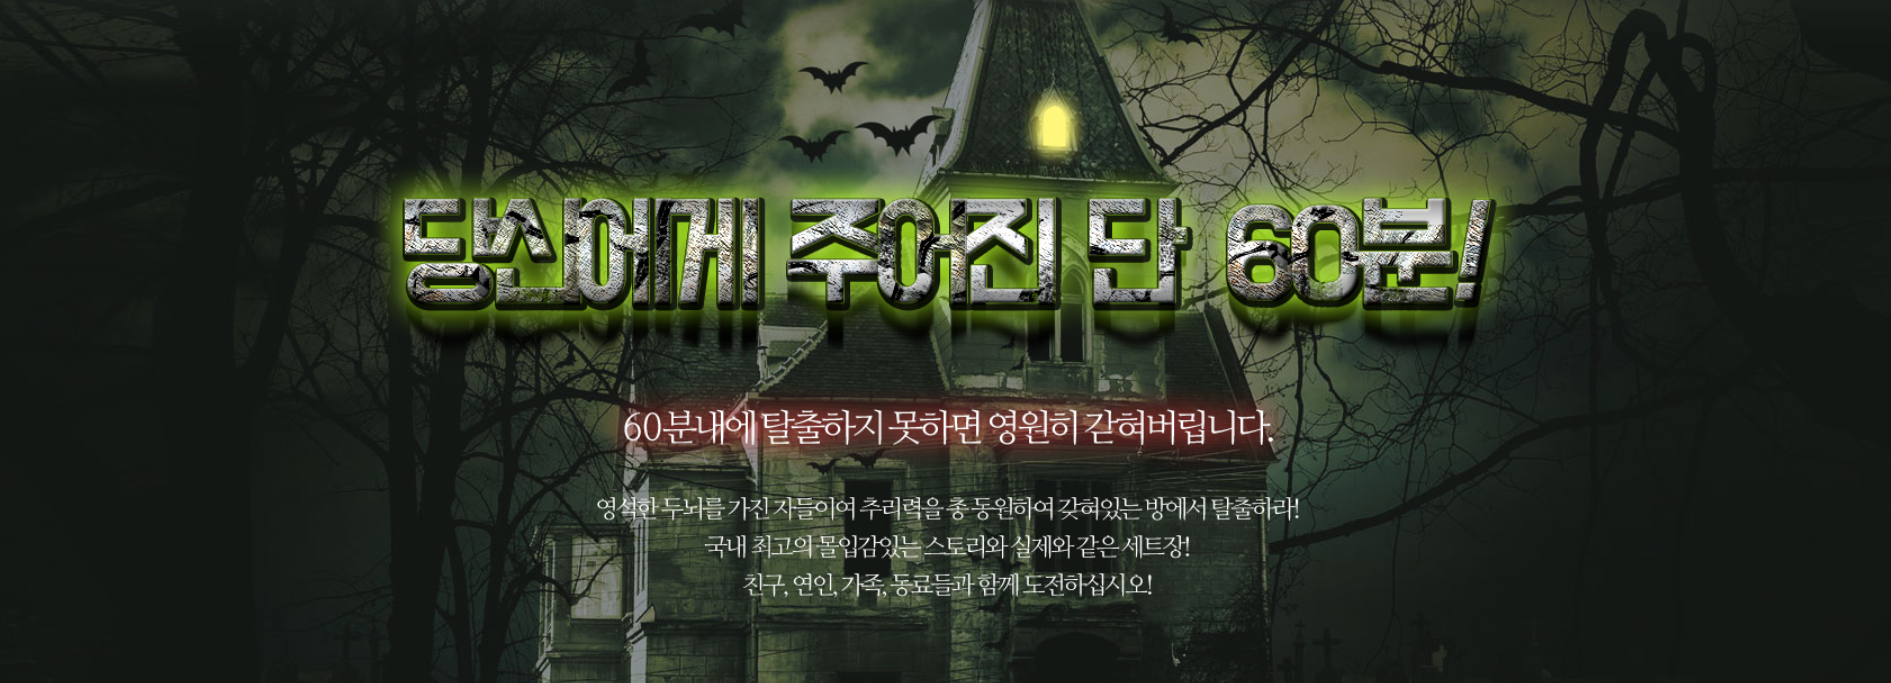 당신에게 주어진 단 60분!
60분내에 탈출하지 못하면 영원히 갇혀버립니다.
영석한 두뇌를 가진 자들이여 추리력을 총 동원하여 갖혀있는 방에서 탈출하라!
국내 최고의 몰입감있는 스토리와 실제와 같은 세트장!
친구, 연인, 가족, 동료들과 함께 도전하십시오!